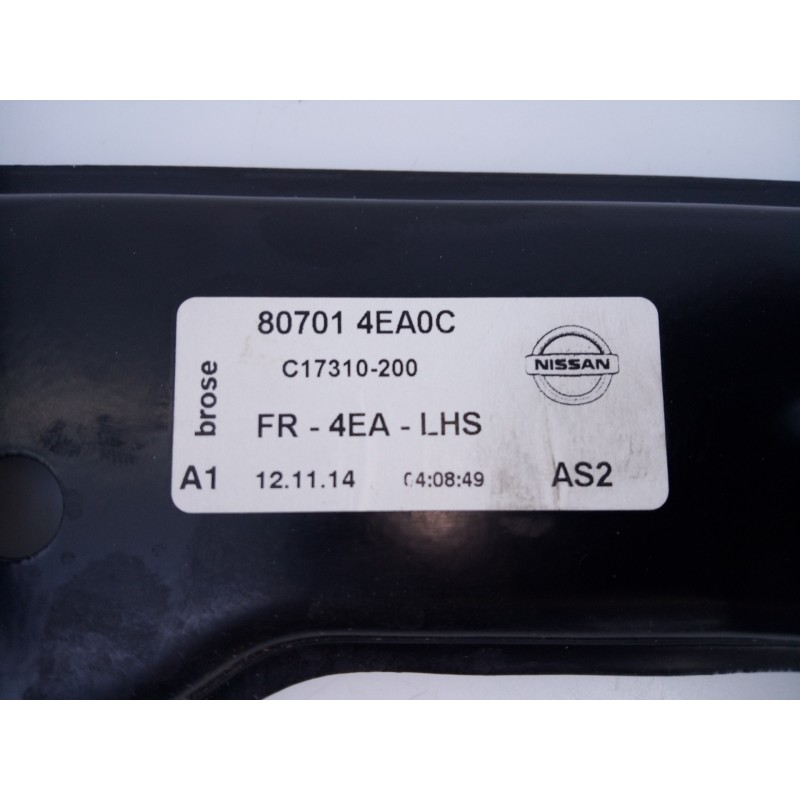 80701 4EA0C
brose
C17310-200
NISSAN
FR - 4EA - LHS
A1 12.11.14 04:08:49 AS2